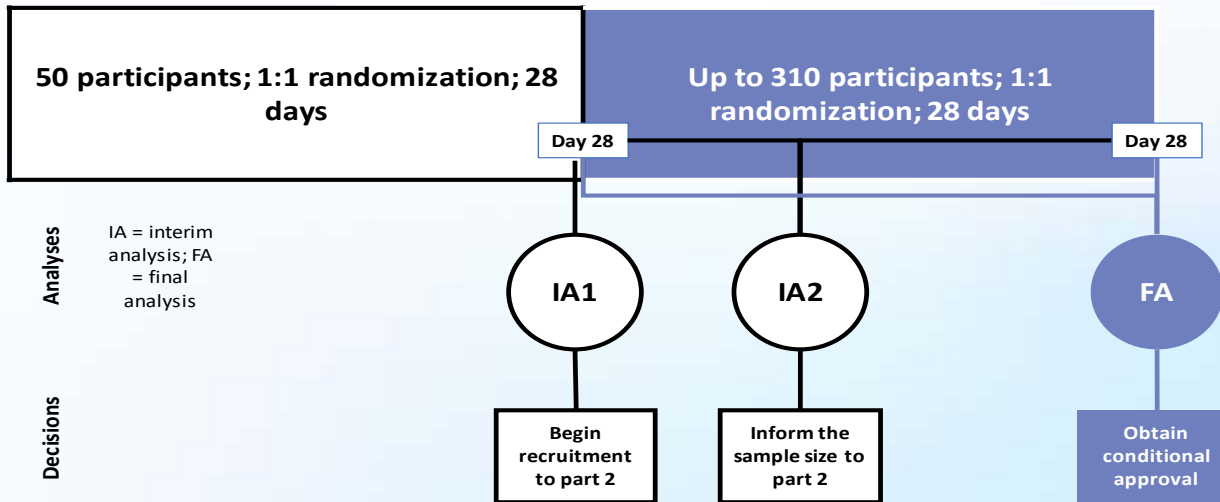 50 participants; 1:1 randomization; 28
days
Up to 310 participants; 1:1
randomization; 28 days
Day 28
Day 28
Analyses
IA = interim
analysis; FA
= final
analysis
IA1
IA2
FA
Decisions
Begin
recruitment
to part 2
Inform the
sample size to
part 2
Obtain
conditional
approval